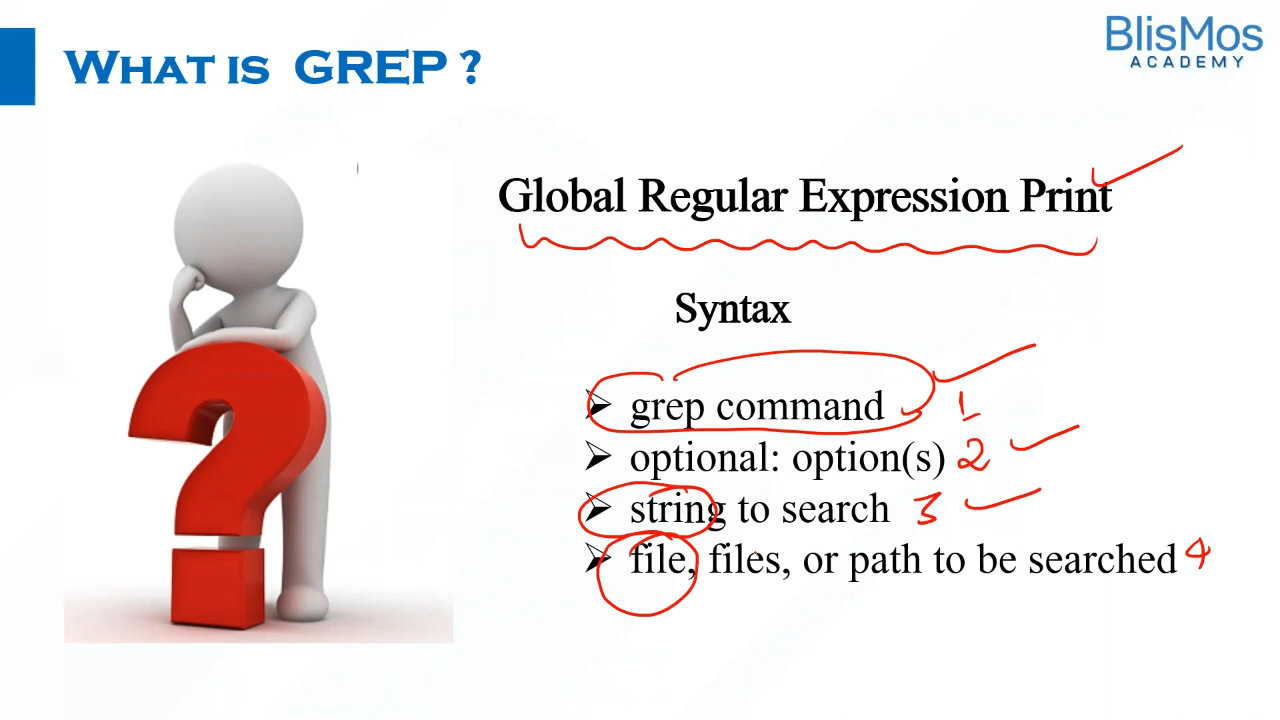 BlisMos
ACADEMY
WHAT IS GREP ?
Global Regular Expression Print
Syntax
grep command 1
optional: option(s) 2
string to search 3
file, files, or path to be searched 4